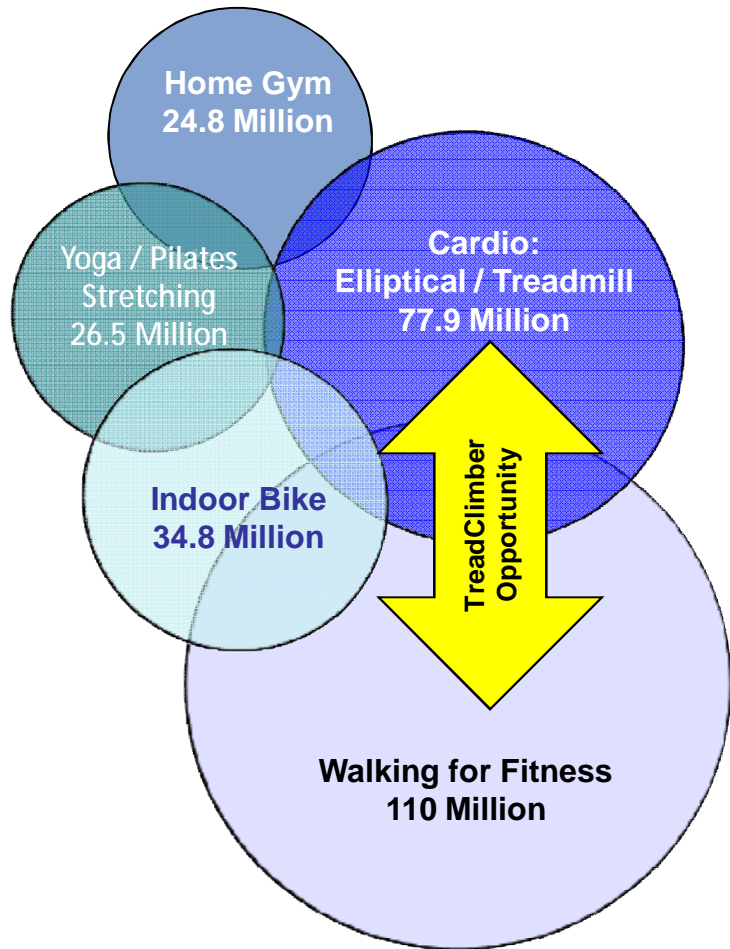 Home Gym
24.8 Million
Cardio:
Elliptical / Treadmill
77.9 Million
Yoga / Pilates
Stretching
26.5 Million
TreadClimber
Opportunity
Indoor Bike
34.8 Million
Walking for Fitness
110 Million